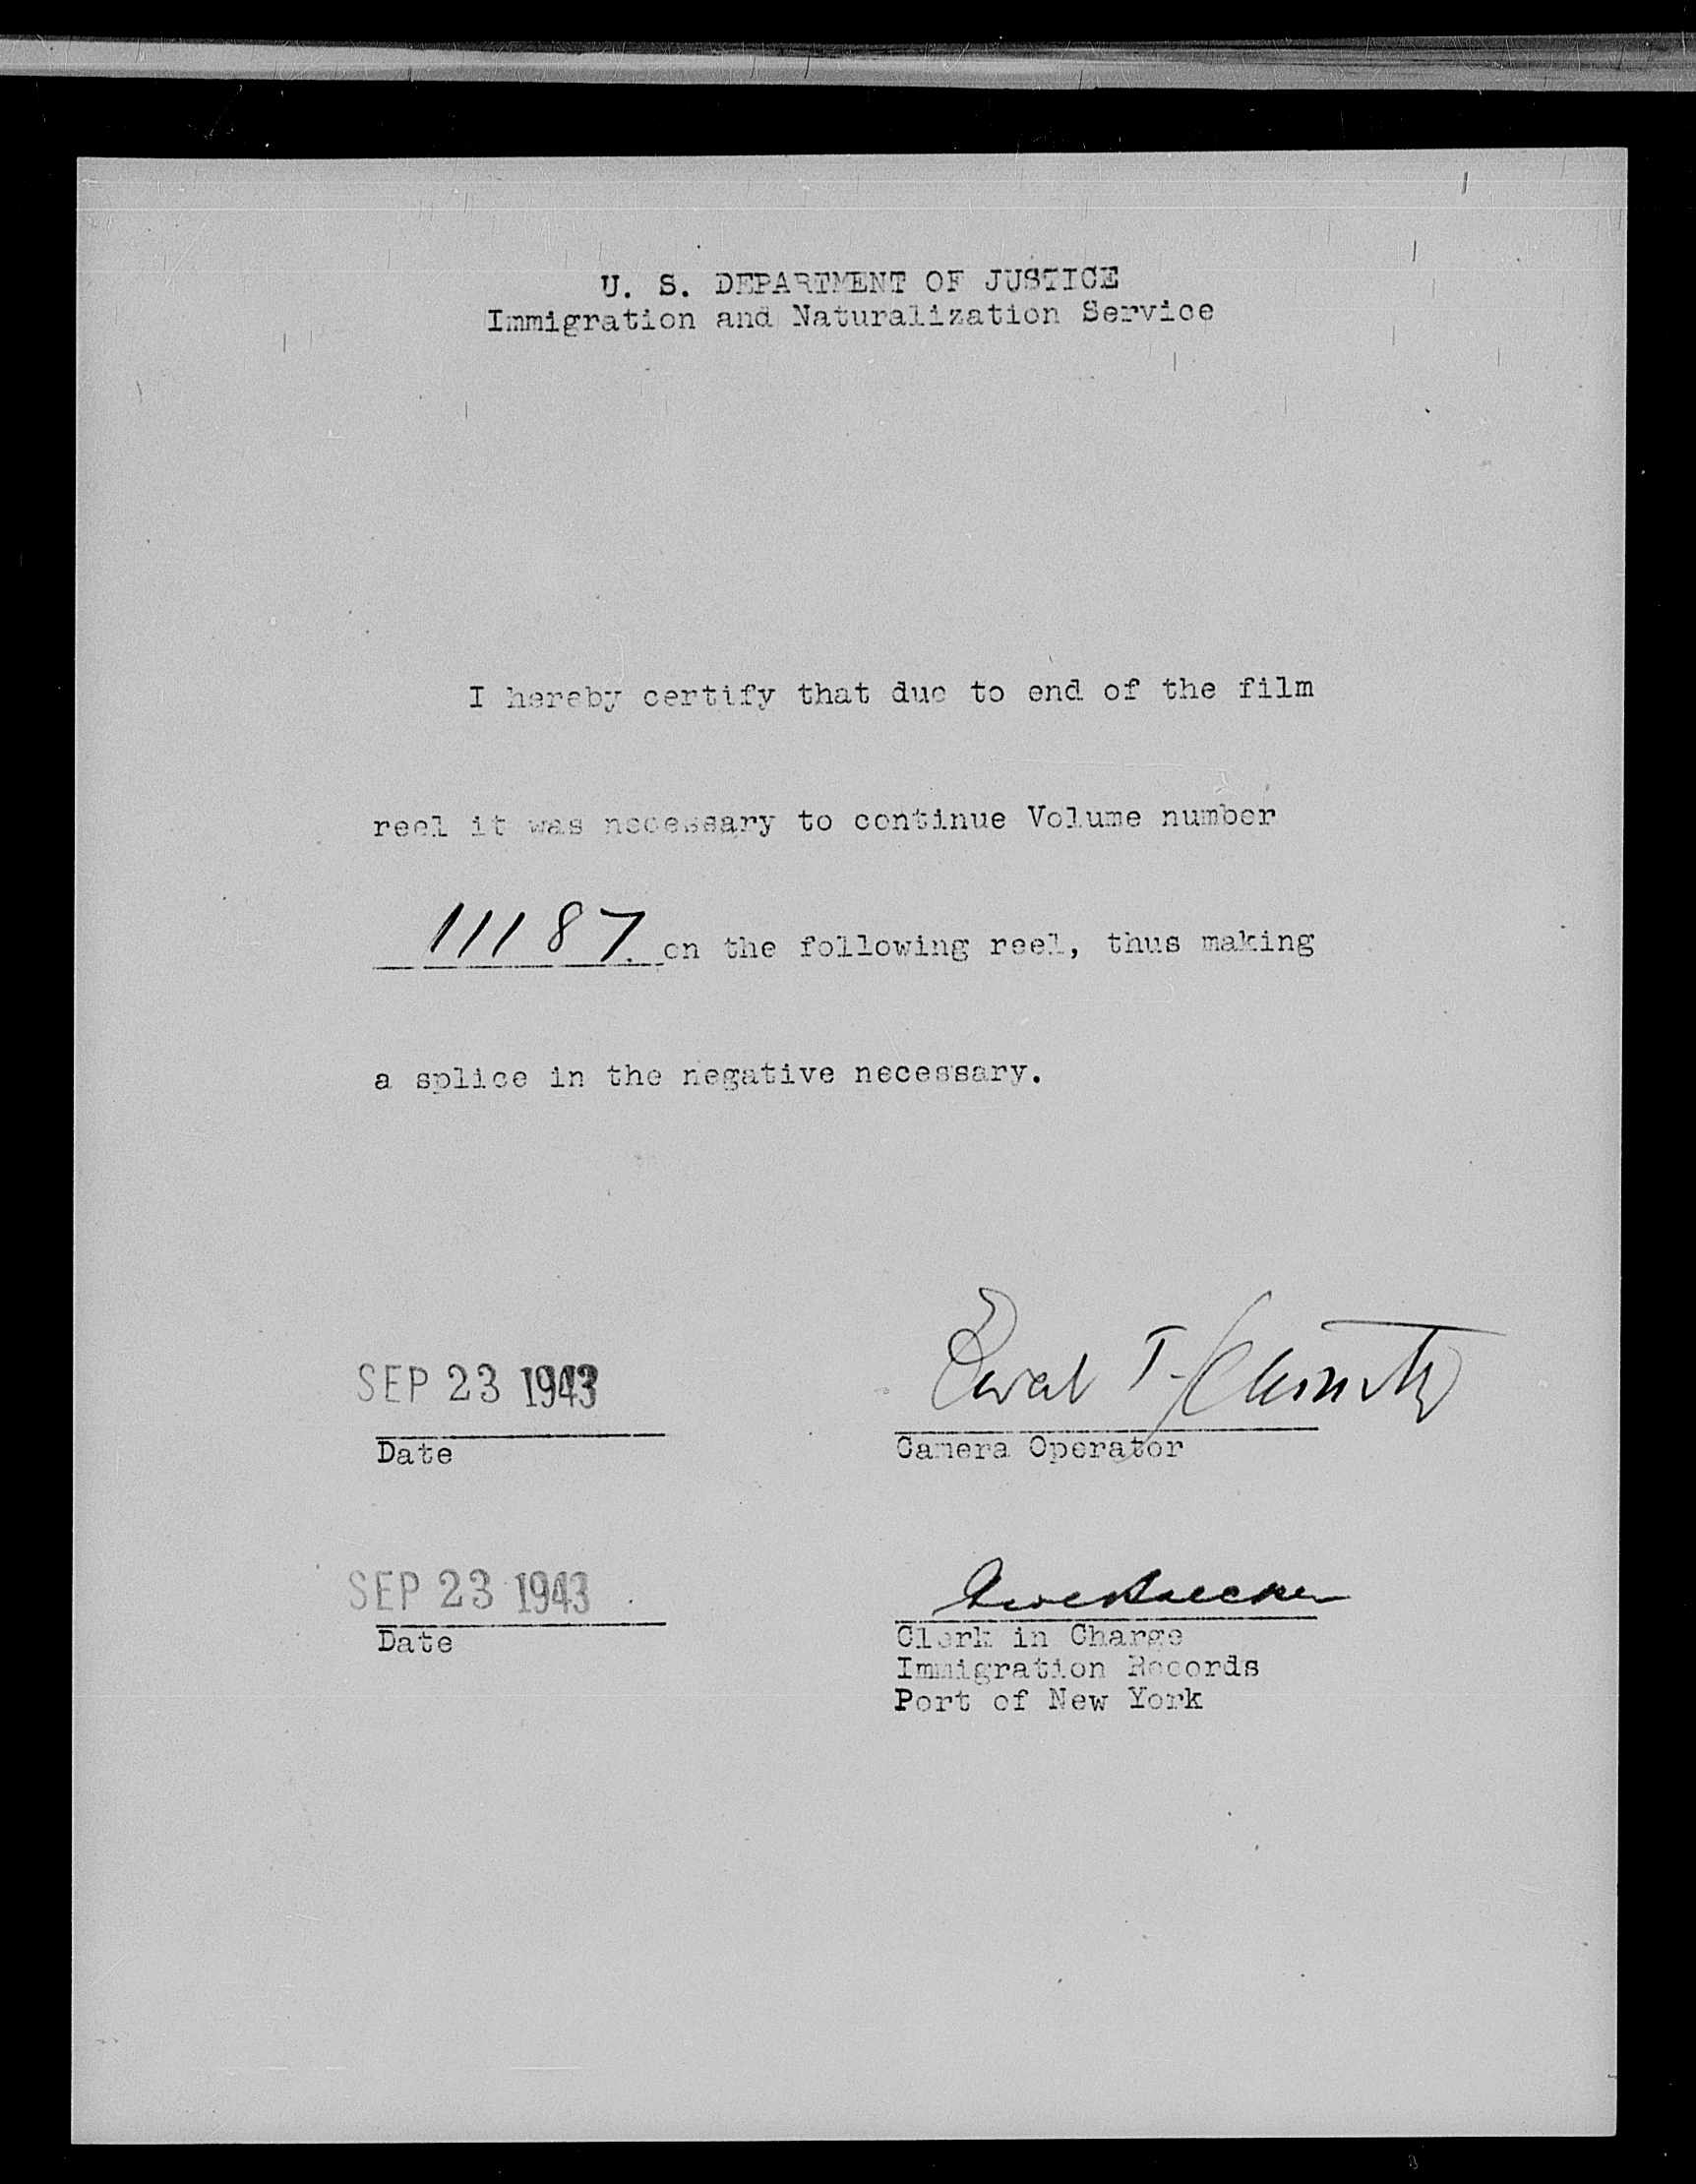 U. S. DEPARTMENT OF JUSTICE
Immigration and Naturalization Service
I hereby certify that due to end of the film
reel it was necessary to continue Volume number
11187 on the following reel, thus making
a splice in the negative necessary.
SEP 23 1943
Date
Camera Operator
SEP 23 1943
Date
Clerk in Charge
Immigration Records
Port of New York